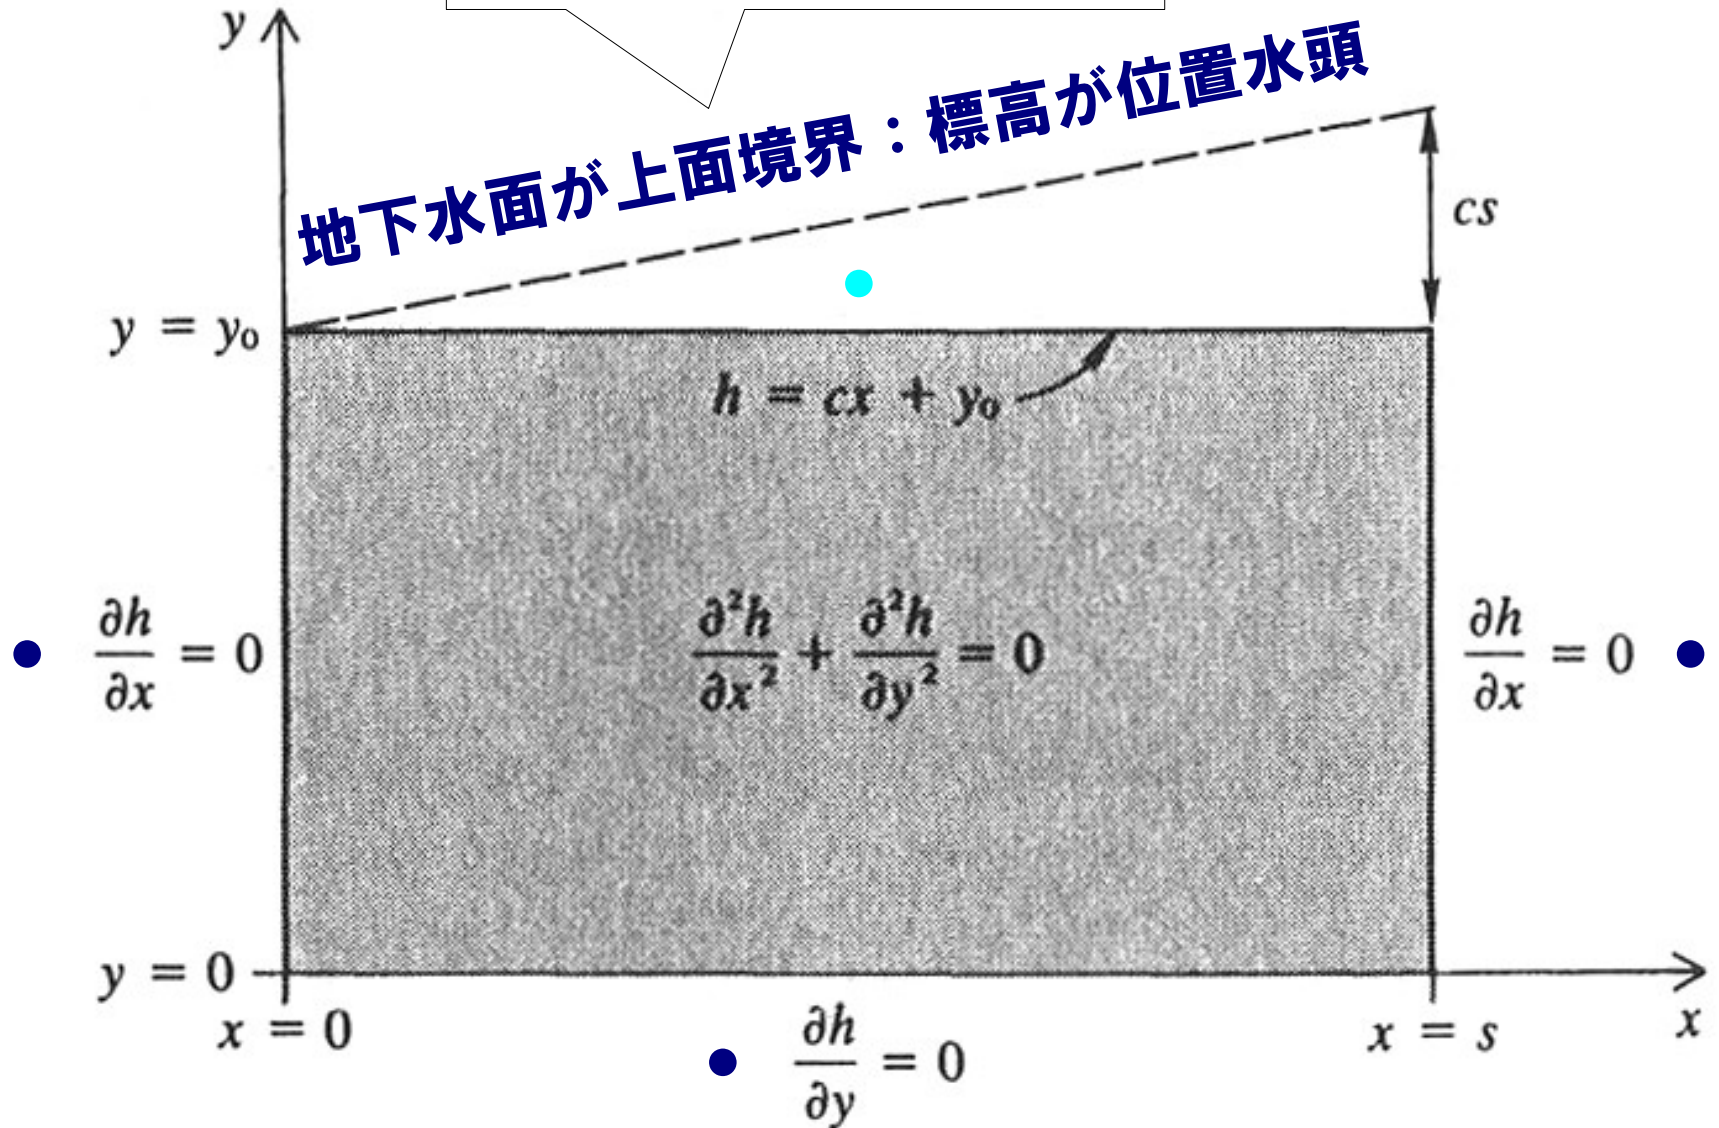 y
地下水面が上面境界：標高が位置水頭
cs
y = y₀
h = cx + y₀
∂h/∂x = 0
∂²h/∂x² + ∂²h/∂y² = 0
∂h/∂x = 0
y = 0
x = 0
∂h/∂y = 0
x = s
x